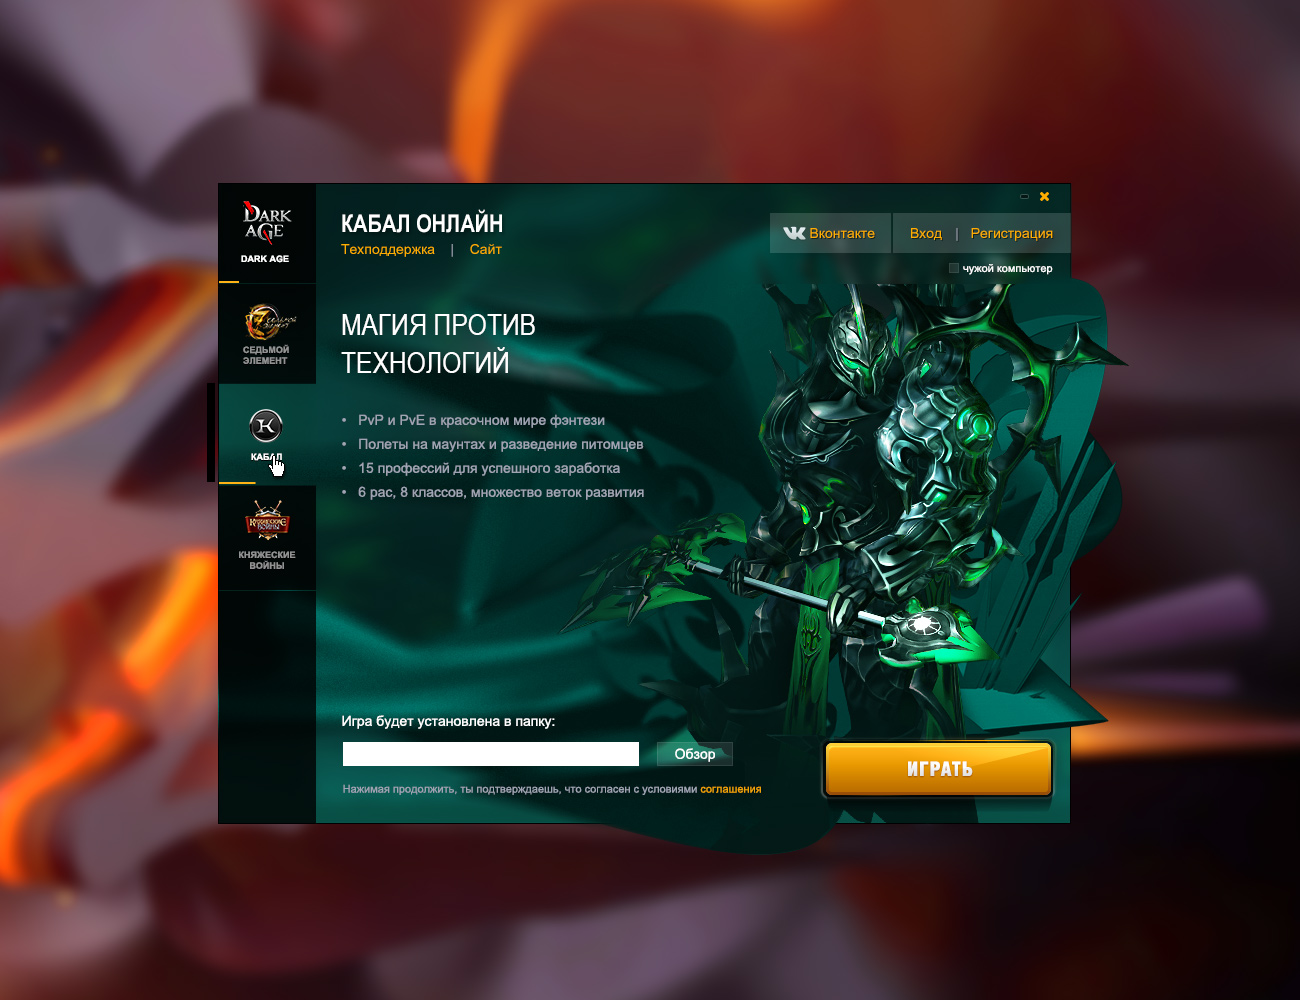 DARK
AGE
DARK AGE
СЕДЬМОЙ
ЭЛЕМЕНТ
К
КАБАЛ
КНЯЖЕСКИЕ
ВОЙНЫ
КНЯЖЕСКИЕ
ВОЙНЫ
КАБАЛ ОНЛАЙН
Техподдержка | Сайт
Вконтакте
Вход | Регистрация
чужой компьютер
МАГИЯ ПРОТИВ
ТЕХНОЛОГИЙ
• PvP и PvE в красочном мире фэнтези
• Полеты на маунтах и разведение питомцев
• 15 профессий для успешного заработка
• 6 рас, 8 классов, множество веток развития
Игра будет установлена в папку:
Обзор
Нажимая продолжить, ты подтверждаешь, что согласен с условиями соглашения
ИГРАТЬ